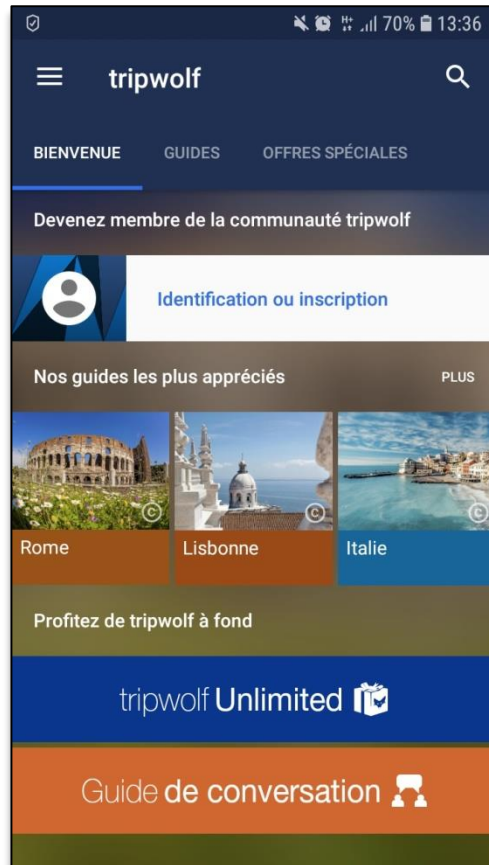 70% 13:36
tripwolf
BIENVENUE GUIDES OFFRES SPÉCIALES
Devenez membre de la communauté tripwolf
Identification ou inscription
Nos guides les plus appréciés PLUS
© © ©
Rome Lisbonne Italie
Profitez de tripwolf à fond
tripwolf Unlimited
Guide de conversation